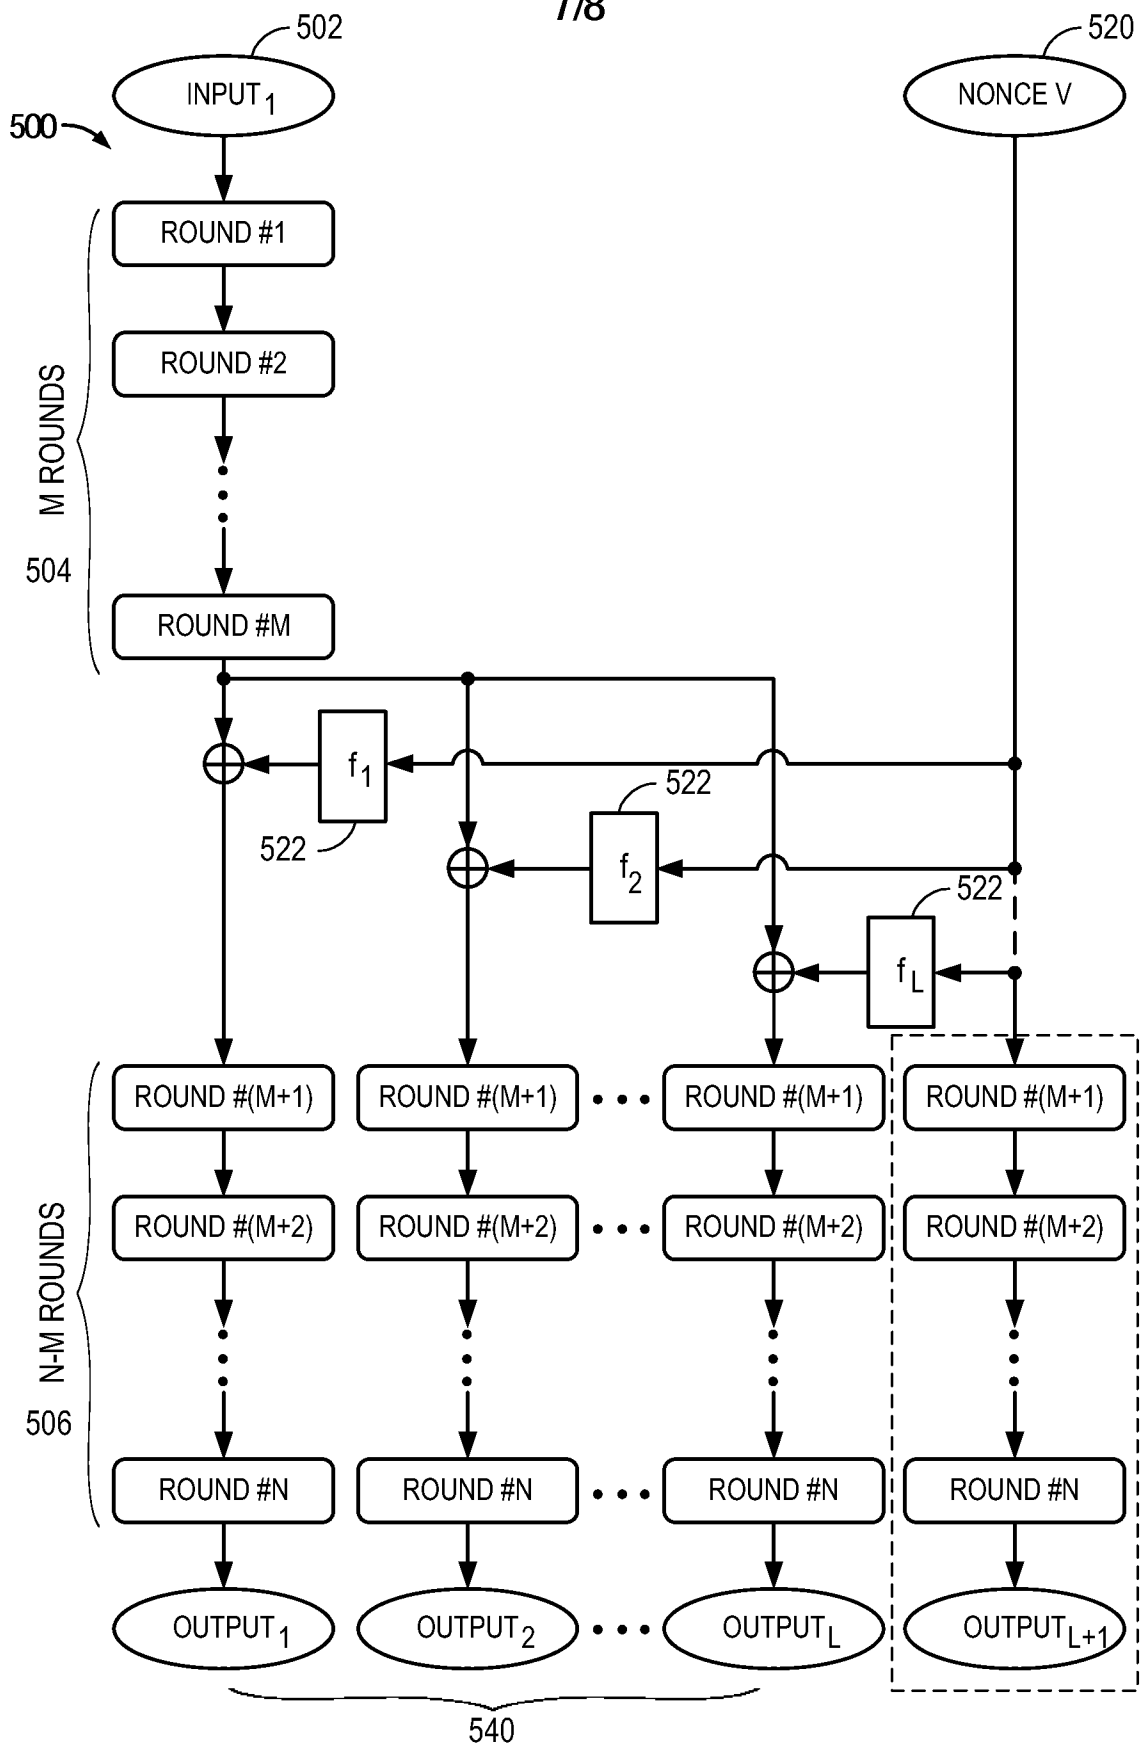 7/8
502
520
INPUT1
NONCE V
500
ROUND #1
ROUND #2
M ROUNDS
504
ROUND #M
f1
522
522
f2
522
fL
ROUND #(M+1)
ROUND #(M+1)
ROUND #(M+1)
ROUND #(M+1)
ROUND #(M+2)
ROUND #(M+2)
ROUND #(M+2)
ROUND #(M+2)
N-M ROUNDS
506
ROUND #N
ROUND #N
ROUND #N
ROUND #N
OUTPUT1
OUTPUT2
OUTPUTL
OUTPUTL+1
540